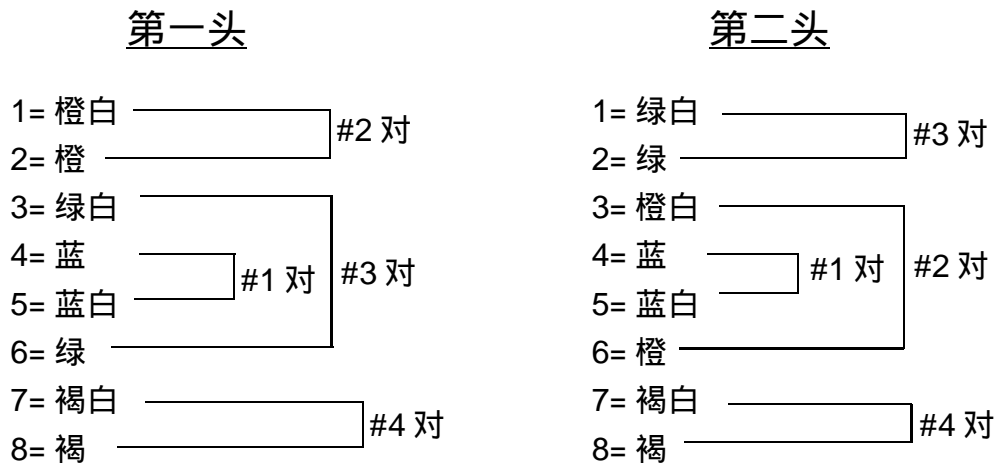 第一头
1= 橙白
2= 橙
#2 对
3= 绿白
4= 蓝
5= 蓝白
6= 绿
#1 对
#3 对
7= 褐白
8= 褐
#4 对
第二头
1= 绿白
2= 绿
#3 对
3= 橙白
4= 蓝
5= 蓝白
6= 橙
#1 对
#2 对
7= 褐白
8= 褐
#4 对